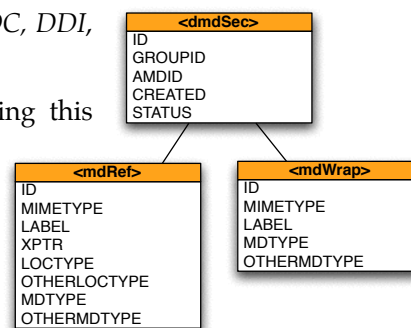 OC, DDI,
ing this
<dmdSec>
ID
GROUPID
AMDID
CREATED
STATUS
<mdRef>
ID
MIMETYPE
LABEL
XPTR
LOCTYPE
OTHERLOCTYPE
MDTYPE
OTHERMDTYPE
<mdWrap>
ID
MIMETYPE
LABEL
MDTYPE
OTHERMDTYPE